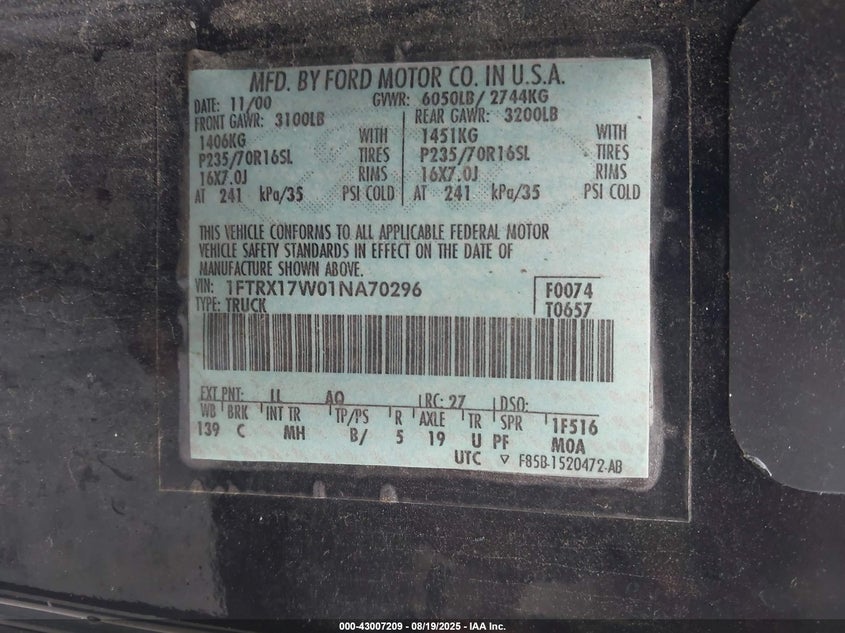 MFD. BY FORD MOTOR CO. IN U.S.A.
DATE: 11/00 GVWR: 6050LB/ 2744KG
FRONT GAWR: 3100LB REAR GAWR: 3200LB
1406KG WITH 1451KG WITH
P235/70R16SL TIRES P235/70R16SL TIRES
16X7.0J RIMS 16X7.0J RIMS
AT 241 kPa/35 PSI COLD AT 241 kPa/35 PSI COLD
THIS VEHICLE CONFORMS TO ALL APPLICABLE FEDERAL MOTOR
VEHICLE SAFETY STANDARDS IN EFFECT ON THE DATE OF
MANUFACTURE SHOWN ABOVE.
VIN: 1FTRX17W01NA70296 F0074
TYPE: TRUCK T0657
EXT PNT: LL AQ RC: 27 DSO:
WB BRK INT TR TP/PS R AXLE TR SPR 1F516
139 C MH B/ 5 19 U PF MOA
UTC ▽ F85B-1520472-AB
000-43007209 - 08/19/2025 - IAA Inc.